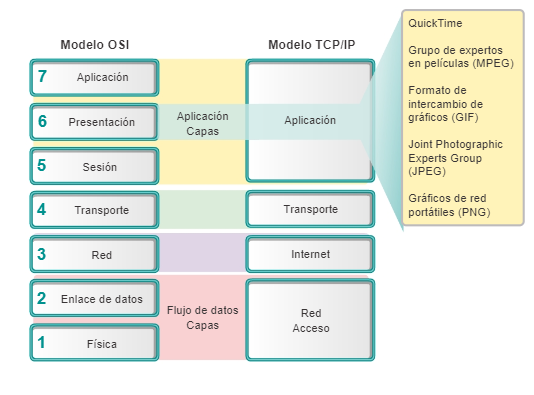 Modelo OSI
Modelo TCP/IP
7 Aplicación
6 Presentación
5 Sesión
4 Transporte
3 Red
2 Enlace de datos
1 Física
Aplicación
Capas
Flujo de datos
Capas
Aplicación
Transporte
Internet
Red
Acceso
QuickTime
Grupo de expertos
en películas (MPEG)
Formato de
intercambio de
gráficos (GIF)
Joint Photographic
Experts Group
(JPEG)
Gráficos de red
portátiles (PNG)